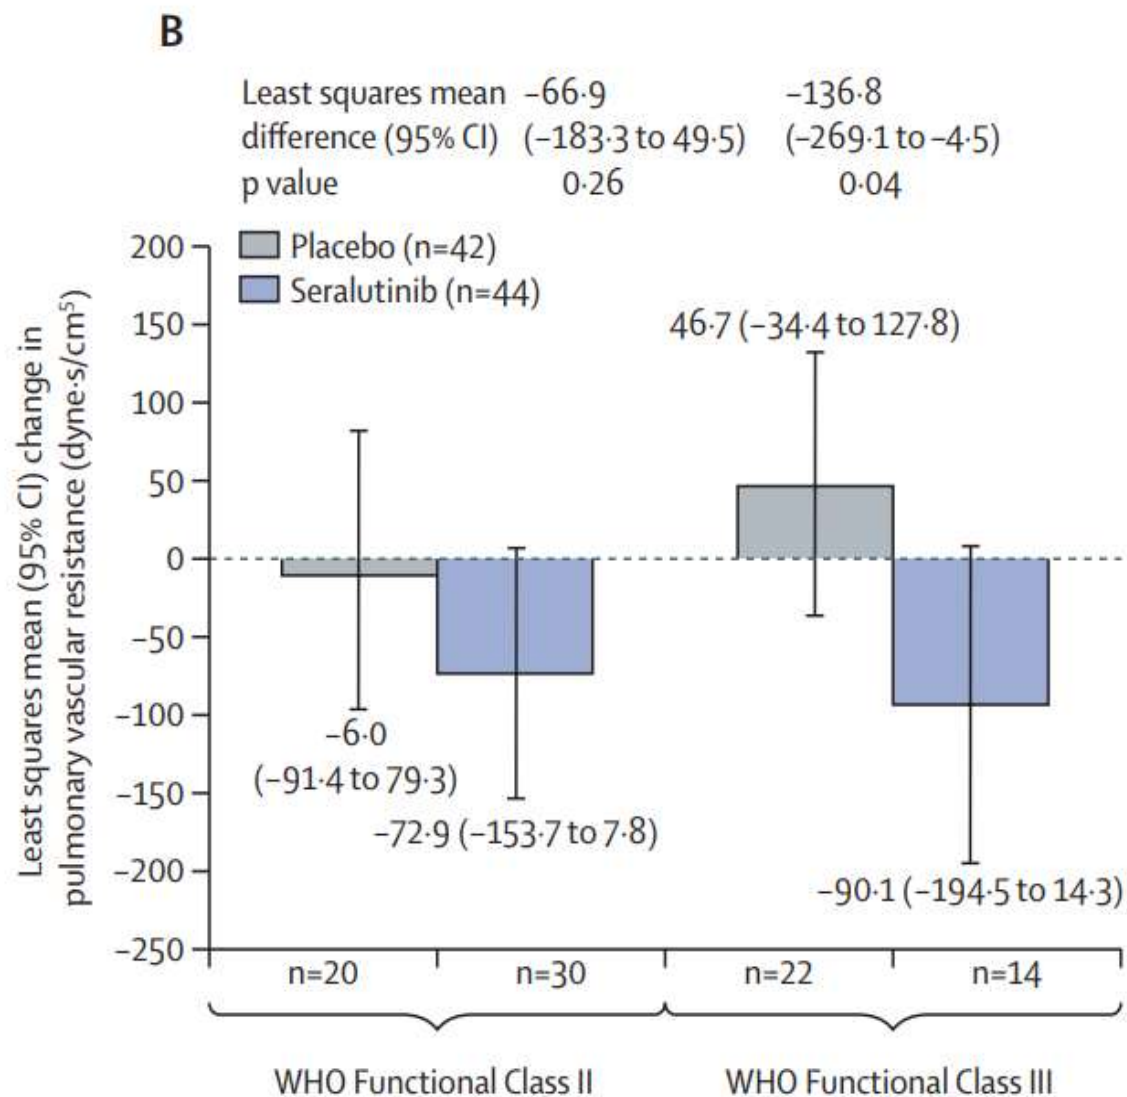 B
Least squares mean −66·9 −136·8
difference (95% CI) (−183·3 to 49·5) (−269·1 to −4·5)
p value 0·26 0·04
Placebo (n=42)
Seralutinib (n=44)
Least squares mean (95% CI) change in
pulmonary vascular resistance (dyne·s/cm⁵)
200
150
100
50
0
−50
−100
−150
−200
−250
46·7 (−34·4 to 127·8)
−6·0
(−91·4 to 79·3)
−72·9 (−153·7 to 7·8)
−90·1 (−194·5 to 14·3)
n=20 n=30 n=22 n=14
WHO Functional Class II WHO Functional Class III